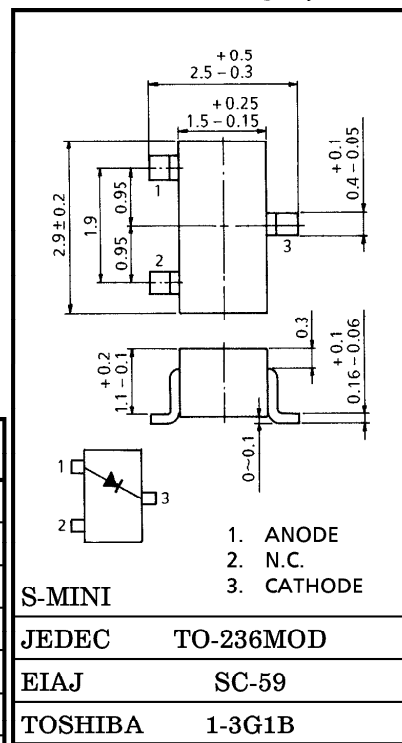 +0.5
2.5 – 0.3
+0.25
1.5 – 0.15
+0.1
0.4 – 0.05
2.9±0.2
1.9
0.95
0.95
1
2
3
+0.2
1.1 – 0.1
0.3
+0.1
0.16 – 0.06
0~0.1
1
2
3
1. ANODE
2. N.C.
3. CATHODE
S-MINI
JEDEC TO-236MOD
EIAJ SC-59
TOSHIBA 1-3G1B